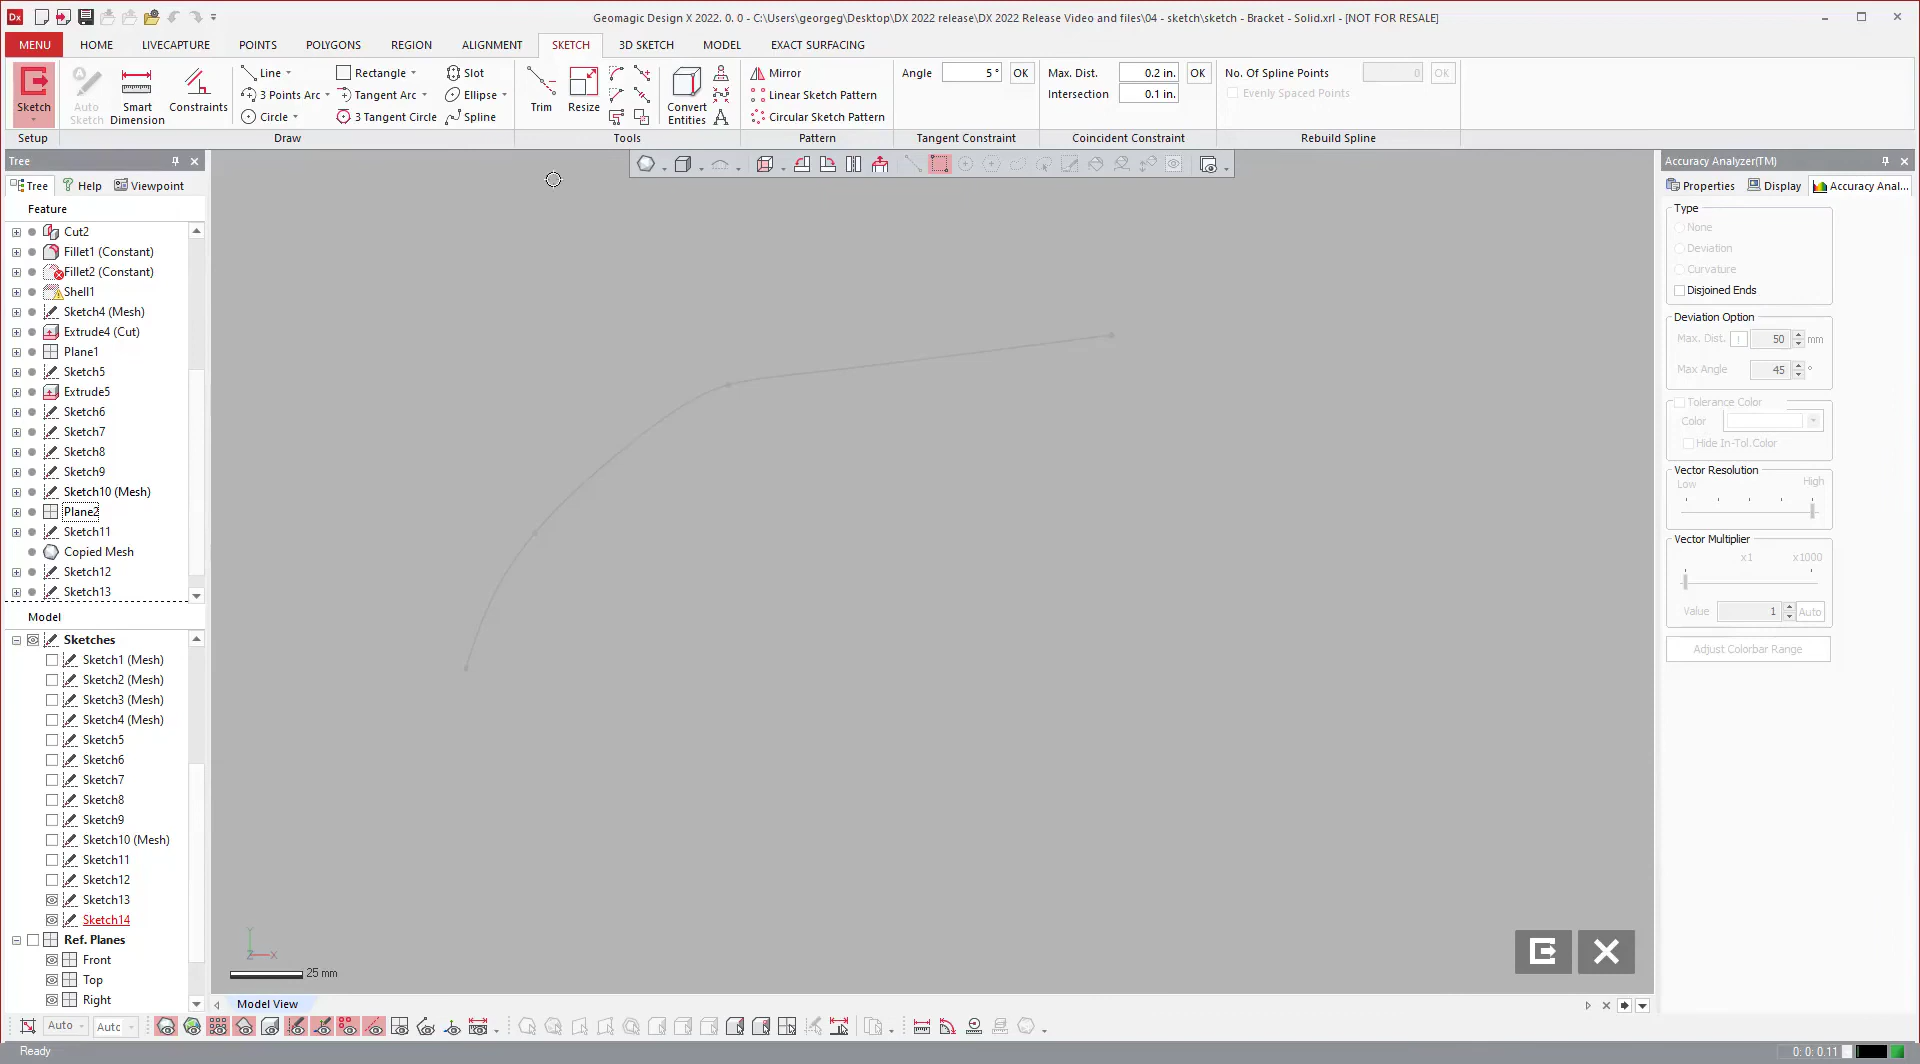 Geomagic Design X 2022. 0. 0 - C:\Users\georgeg\Desktop\DX 2022 release\DX 2022 Release Video and files\04 - sketch\sketch - Bracket - Solid.xrl - [NOT FOR RESALE]
MENU HOME LIVECAPTURE POINTS POLYGONS REGION ALIGNMENT SKETCH 3D SKETCH MODEL EXACT SURFACING
Sketch
Auto Sketch
Smart Dimension
Constraints
Line Rectangle Slot
3 Points Arc Tangent Arc Ellipse
Circle 3 Tangent Circle Spline
Trim
Resize
Convert Entities
Mirror
Linear Sketch Pattern
Circular Sketch Pattern
Angle 5° OK
Max. Dist. 0.2 in. OK
Intersection 0.1 in.
No. Of Spline Points 0 OK
Evenly Spaced Points
Setup Draw Tools Pattern Tangent Constraint Coincident Constraint Rebuild Spline
Tree
Tree Help Viewpoint
Feature
Cut2
Fillet1 (Constant)
Fillet2 (Constant)
Shell1
Sketch4 (Mesh)
Extrude4 (Cut)
Plane1
Sketch5
Extrude5
Sketch6
Sketch7
Sketch8
Sketch9
Sketch10 (Mesh)
Plane2
Sketch11
Copied Mesh
Sketch12
Sketch13
Model
Sketches
Sketch1 (Mesh)
Sketch2 (Mesh)
Sketch3 (Mesh)
Sketch4 (Mesh)
Sketch5
Sketch6
Sketch7
Sketch8
Sketch9
Sketch10 (Mesh)
Sketch11
Sketch12
Sketch13
Sketch14
Ref. Planes
Front
Top
Right
Y
Z X
25 mm
Model View
Accuracy Analyzer(TM)
Properties Display Accuracy Anal...
Type
None
Deviation
Curvature
Disjoined Ends
Deviation Option
Max. Dist. 50 mm
Max Angle 45 °
Tolerance Color
Color
Hide In-Tol.Color
Vector Resolution
Low High
Vector Multiplier
x1 x1000
Value 1 Auto
Adjust Colorbar Range
Auto Auto
Ready 0: 0: 0.11